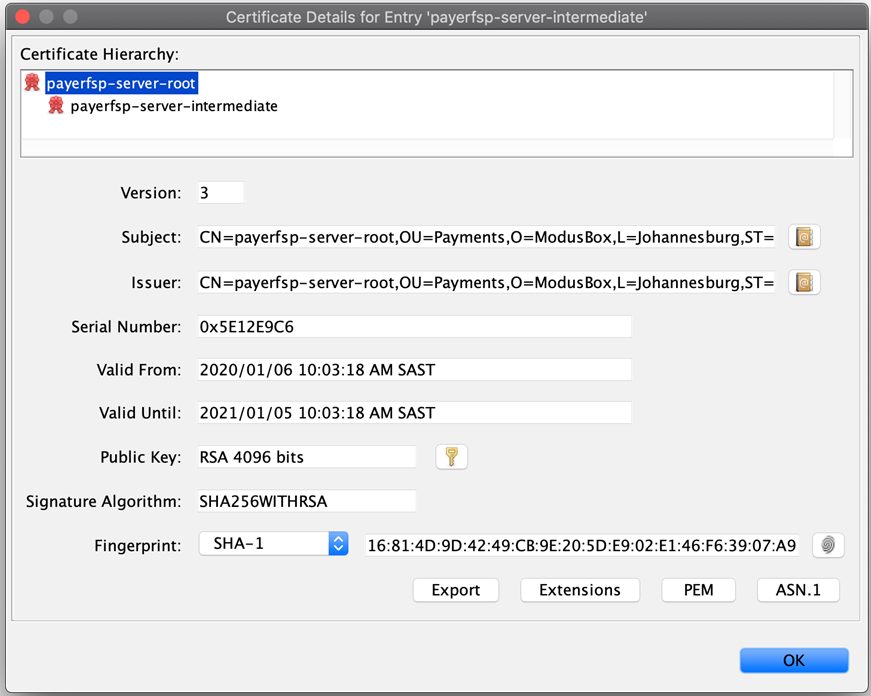 Certificate Details for Entry 'payerfsp-server-intermediate'
Certificate Hierarchy:
payerfsp-server-root
payerfsp-server-intermediate
Version: 3
Subject: CN=payerfsp-server-root,OU=Payments,O=ModusBox,L=Johannesburg,ST=
Issuer: CN=payerfsp-server-root,OU=Payments,O=ModusBox,L=Johannesburg,ST=
Serial Number: 0x5E12E9C6
Valid From: 2020/01/06 10:03:18 AM SAST
Valid Until: 2021/01/05 10:03:18 AM SAST
Public Key: RSA 4096 bits
Signature Algorithm: SHA256WITHRSA
Fingerprint: SHA-1 16:81:4D:9D:42:49:CB:9E:20:5D:E9:02:E1:46:F6:39:07:A9
Export Extensions PEM ASN.1
OK